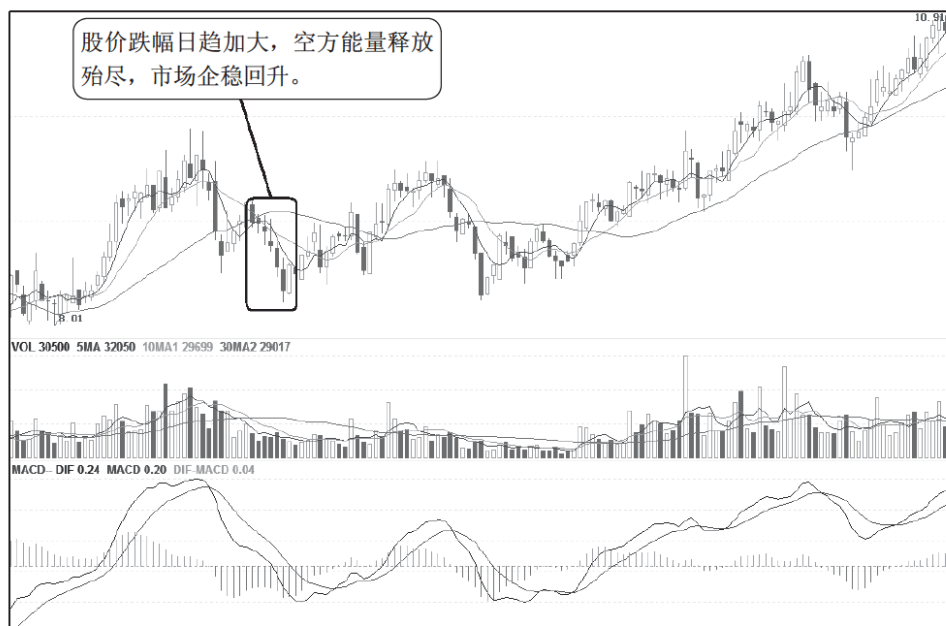 10.91
股价跌幅日趋加大，空方能量释放
殆尽，市场企稳回升。
8.01
VOL 30500 5MA 32050 10MA1 29699 30MA2 29017
MACD– DIF 0.24 MACD 0.20 DIF-MACD 0.04